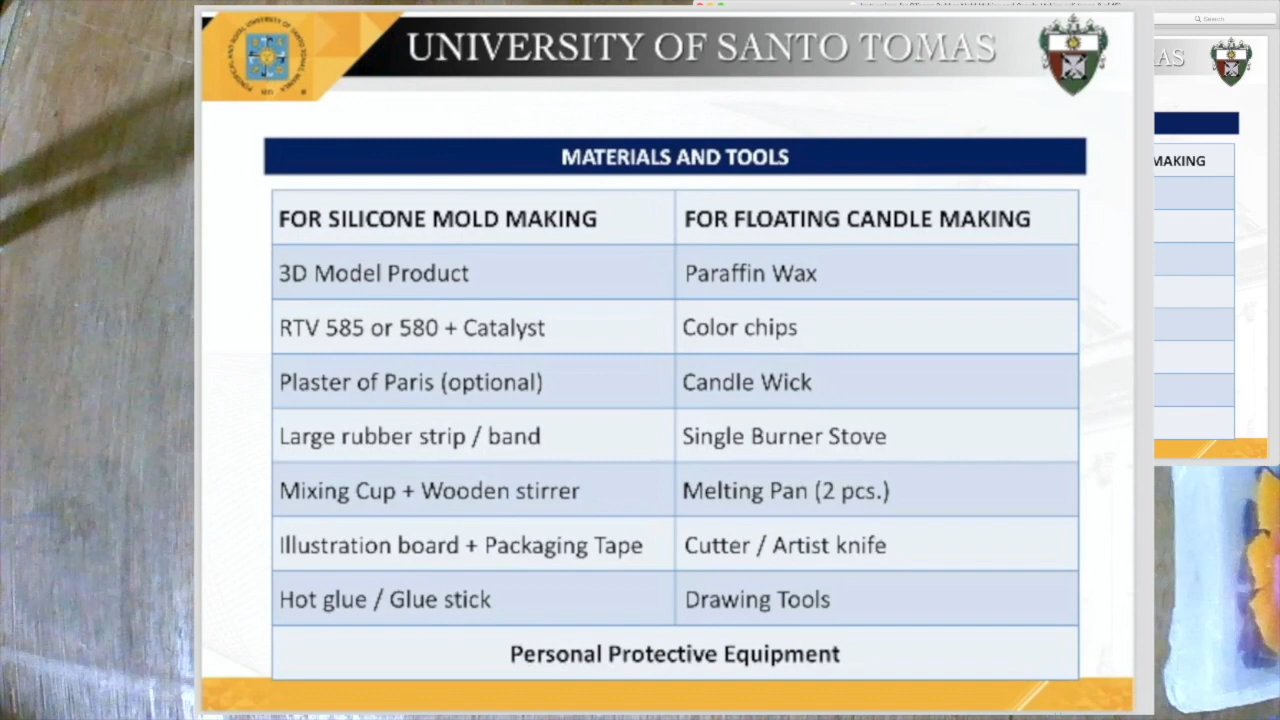 UNIVERSITY OF SANTO TOMAS
MATERIALS AND TOOLS
FOR SILICONE MOLD MAKING FOR FLOATING CANDLE MAKING
3D Model Product Paraffin Wax
RTV 585 or 580 + Catalyst Color chips
Plaster of Paris (optional) Candle Wick
Large rubber strip / band Single Burner Stove
Mixing Cup + Wooden stirrer Melting Pan (2 pcs.)
Illustration board + Packaging Tape Cutter / Artist knife
Hot glue / Glue stick Drawing Tools
Personal Protective Equipment
Search
AS
MAKING